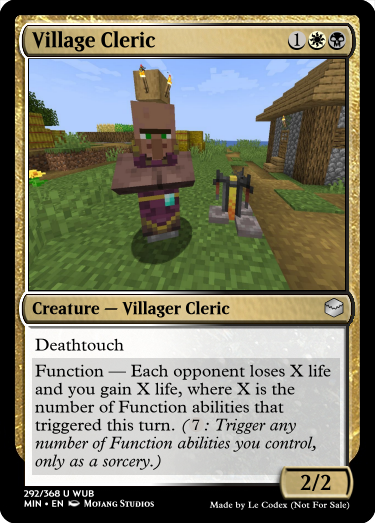 Village Cleric 1
Creature — Villager Cleric
Deathtouch
Function — Each opponent loses X life
and you gain X life, where X is the
number of Function abilities that
triggered this turn. (7 : Trigger any
number of Function abilities you control,
only as a sorcery.)
2/2
292/368 U WUB
MIN • EN Mojang Studios
Made by Le Codex (Not For Sale)